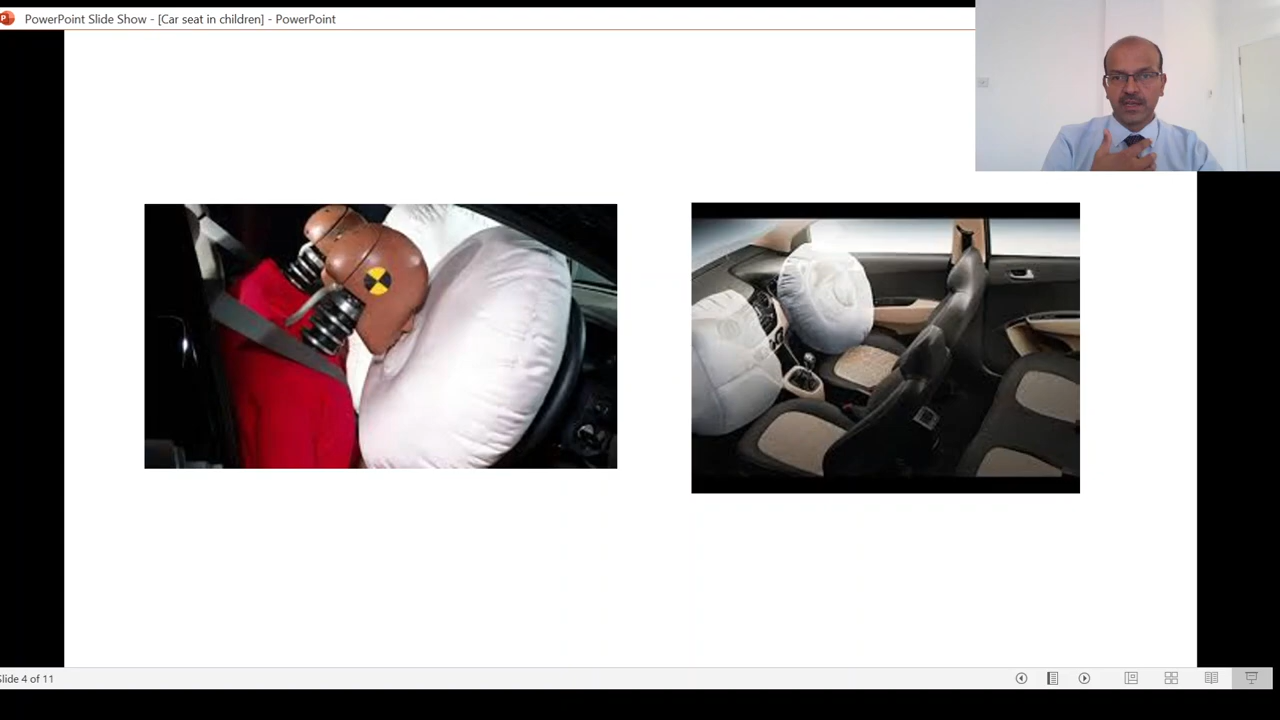 PowerPoint Slide Show - [Car seat in children] - PowerPoint
Slide 4 of 11